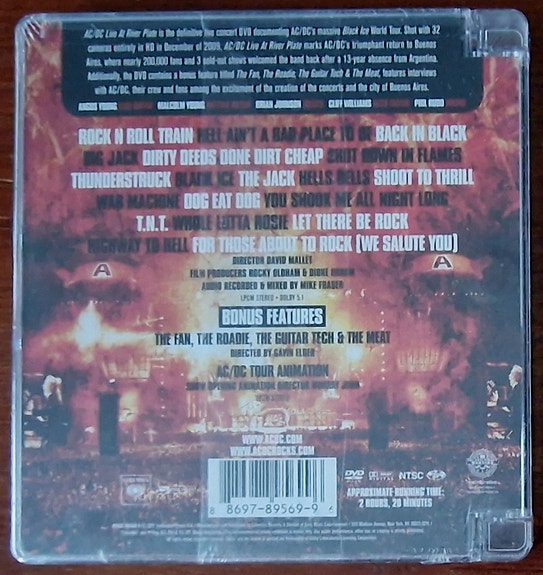 AC/DC Live At River Plate is the definitive live concert DVD documenting AC/DC's massive Black Ice World Tour. Shot with 32
cameras entirely in HD in December of 2009, AC/DC Live At River Plate marks AC/DC's triumphant return to Buenos
Aires, where nearly 200,000 fans and 3 sold-out shows welcomed the band back after a 13-year absence from Argentina.
Additionally, the DVD contains a bonus feature titled The Fan, The Roadie, The Guitar Tech & The Meat, features interviews
with AC/DC, their crew and fans among the excitement of the creation of the concerts and the city of Buenos Aires.
ANGUS YOUNG MALCOLM YOUNG BRIAN JOHNSON CLIFF WILLIAMS PHIL RUDD
ROCK N ROLL TRAIN HELL AIN'T A BAD PLACE TO BE BACK IN BLACK
BIG JACK DIRTY DEEDS DONE DIRT CHEAP SHOT DOWN IN FLAMES
THUNDERSTRUCK BLACK ICE THE JACK HELLS BELLS SHOOT TO THRILL
WAR MACHINE DOG EAT DOG YOU SHOOK ME ALL NIGHT LONG
T.N.T. WHOLE LOTTA ROSIE LET THERE BE ROCK
HIGHWAY TO HELL FOR THOSE ABOUT TO ROCK (WE SALUTE YOU)
DIRECTOR DAVID MALLET
FILM PRODUCERS ROCKY OLDHAM & DIONE ORROM
AUDIO RECORDED & MIXED BY MIKE FRASER
LPCM STEREO • DOLBY 5.1
BONUS FEATURES
THE FAN, THE ROADIE, THE GUITAR TECH & THE MEAT
DIRECTED BY GAVIN ELDER
AC/DC TOUR ANIMATION
SHOW OPENING ANIMATION DIRECTOR
WWW.ACDC.COM
WWW.ACDCROCKS.COM
DVD NTSC
APPROXIMATE RUNNING TIME:
2 HOURS, 20 MINUTES
8 8697-89569-9